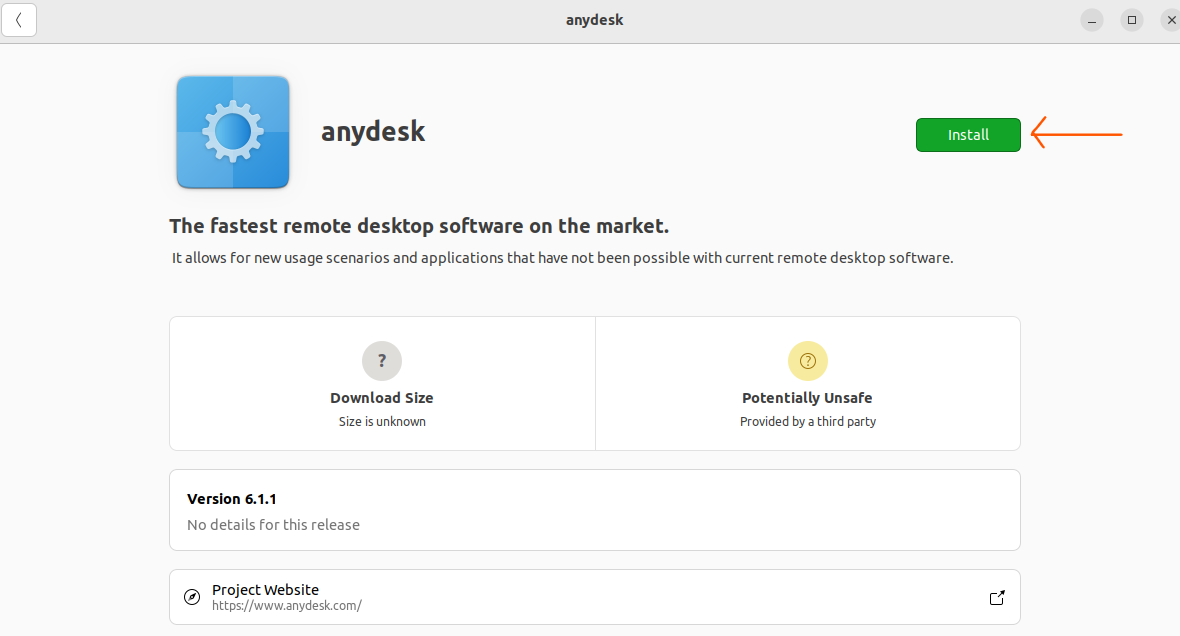 anydesk
anydesk
Install
The fastest remote desktop software on the market.
It allows for new usage scenarios and applications that have not been possible with current remote desktop software.
?
?
Download Size
Potentially Unsafe
Size is unknown
Provided by a third party
Version 6.1.1
No details for this release
Project Website
https://www.anydesk.com/